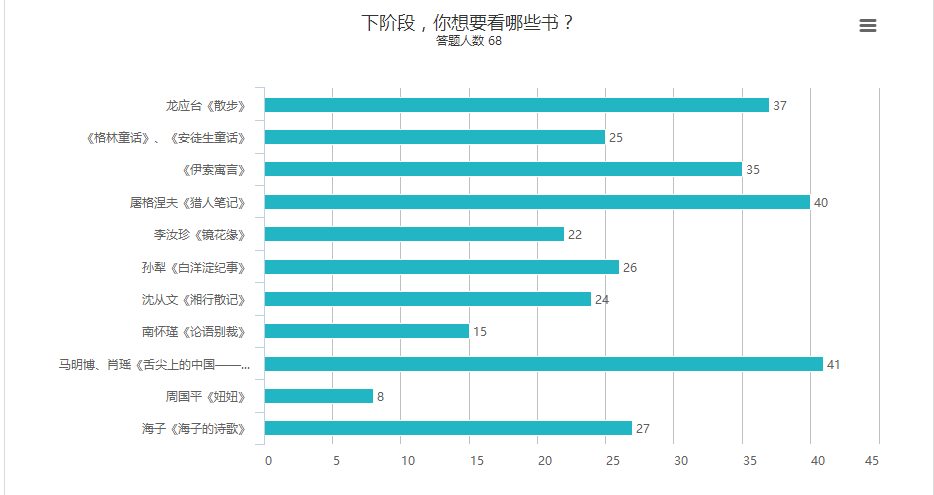 下阶段，你想要看哪些书？
答题人数 68
龙应台《散步》 37
《格林童话》、《安徒生童话》 25
《伊索寓言》 35
屠格涅夫《猎人笔记》 40
李汝珍《镜花缘》 22
孙犁《白洋淀纪事》 26
沈从文《湘行散记》 24
南怀瑾《论语别裁》 15
马明博、肖瑶《舌尖上的中国——... 41
周国平《妞妞》 8
海子《海子的诗歌》 27
0 5 10 15 20 25 30 35 40 45